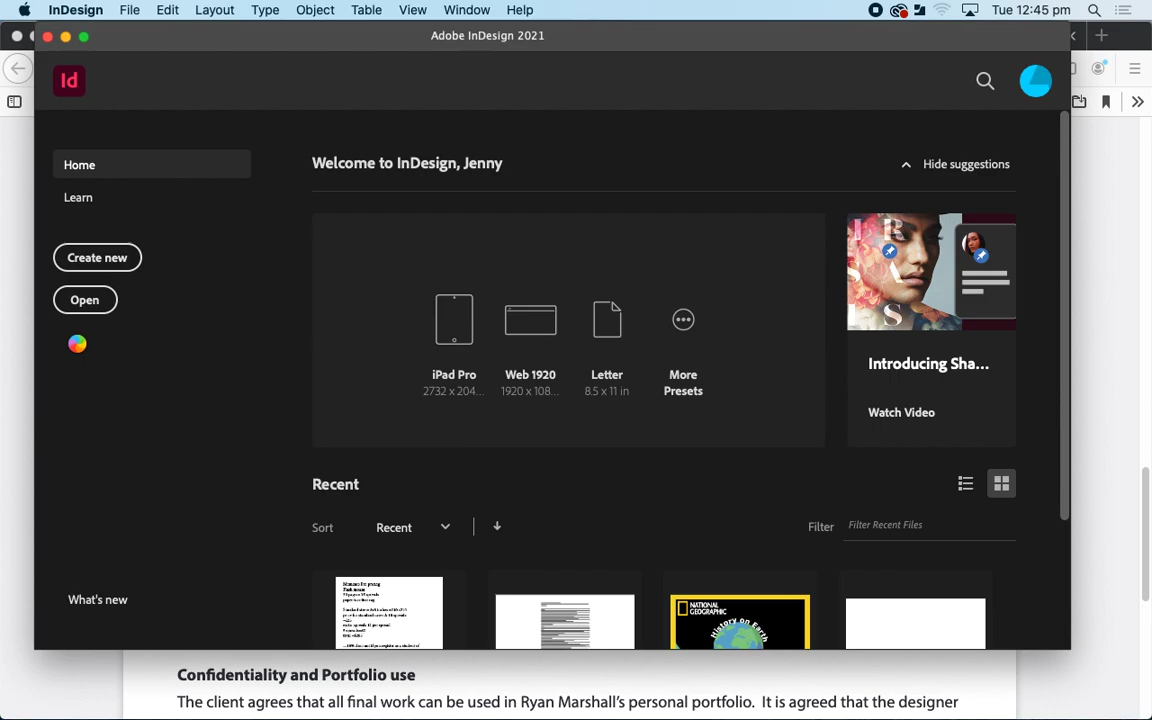 InDesign File Edit Layout Type Object Table View Window Help Tue 12:45 pm
Adobe InDesign 2021
Id
Home
Learn
Create new
Open
What's new
Welcome to InDesign, Jenny
Hide suggestions
iPad Pro
2732 x 204...
Web 1920
1920 x 108...
Letter
8.5 x 11 in
More
Presets
Introducing Sha...
Watch Video
Recent
Sort Recent
Filter Filter Recent Files
NATIONAL
GEOGRAPHIC
History on Earth
Confidentiality and Portfolio use
The client agrees that all final work can be used in Ryan Marshall's personal portfolio. It is agreed that the designer